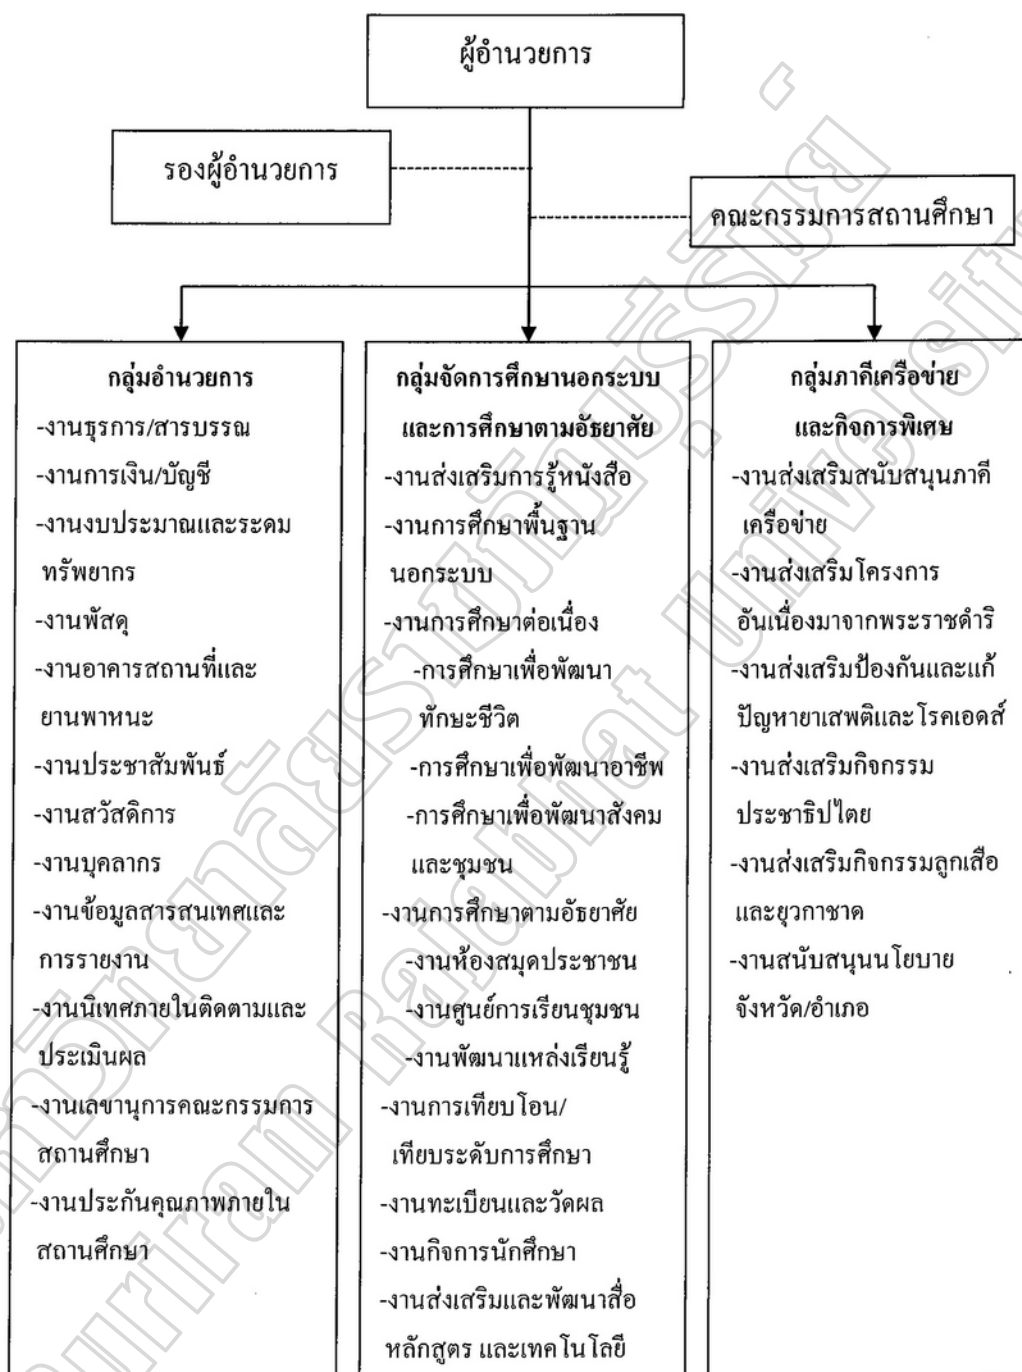 ผู้อำนวยการ
รองผู้อำนวยการ
คณะกรรมการสถานศึกษา
กลุ่มอำนวยการ
-งานธุรการ/สารบรรณ
-งานการเงิน/บัญชี
-งานงบประมาณและระดม
ทรัพยากร
-งานพัสดุ
-งานอาคารสถานที่และ
ยานพาหนะ
-งานประชาสัมพันธ์
-งานสวัสดิการ
-งานบุคลากร
-งานข้อมูลสารสนเทศและ
การรายงาน
-งานนิเทศภายในติดตามและ
ประเมินผล
-งานเลขานุการคณะกรรมการ
สถานศึกษา
-งานประกันคุณภาพภายใน
สถานศึกษา
กลุ่มจัดการศึกษานอกระบบ
และการศึกษาตามอัธยาศัย
-งานส่งเสริมการรู้หนังสือ
-งานการศึกษาพื้นฐาน
นอกระบบ
-งานการศึกษาต่อเนื่อง
-การศึกษาเพื่อพัฒนา
ทักษะชีวิต
-การศึกษาเพื่อพัฒนาอาชีพ
-การศึกษาเพื่อพัฒนาสังคม
และชุมชน
-งานการศึกษาตามอัธยาศัย
-งานห้องสมุดประชาชน
-งานศูนย์การเรียนชุมชน
-งานพัฒนาแหล่งเรียนรู้
-งานการเทียบโอน/
เทียบระดับการศึกษา
-งานทะเบียนและวัดผล
-งานกิจการนักศึกษา
-งานส่งเสริมและพัฒนาสื่อ
หลักสูตร และเทคโนโลยี
กลุ่มภาคีเครือข่าย
และกิจการพิเศษ
-งานส่งเสริมสนับสนุนภาคี
เครือข่าย
-งานส่งเสริมโครงการ
อันเนื่องมาจากพระราชดำริ
-งานส่งเสริมป้องกันและแก้
ปัญหายาเสพติและโรคเอดส์
-งานส่งเสริมกิจกรรม
ประชาธิปไตย
-งานส่งเสริมกิจกรรมลูกเสือ
และยุวกาชาด
-งานสนับสนุนนโยบาย
จังหวัด/อำเภอ
Buriram Rajabhat University